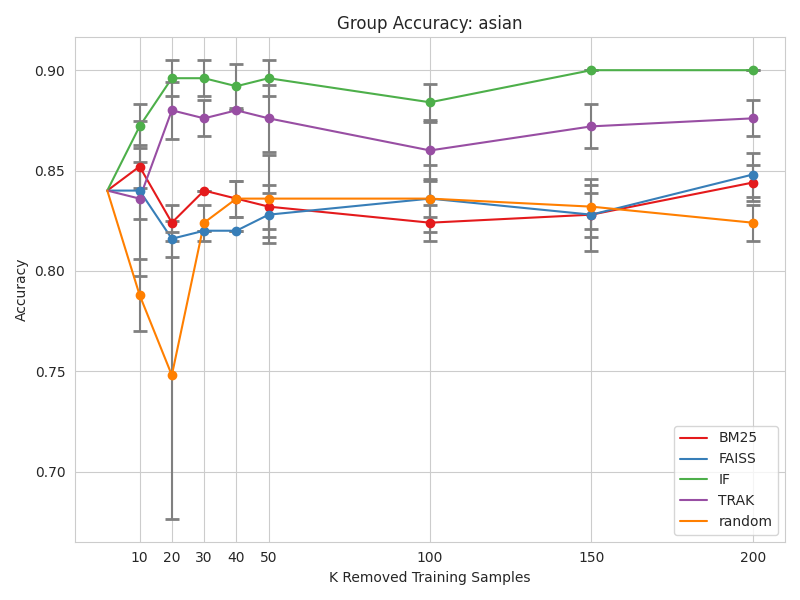 Group Accuracy: asian
Accuracy
0.90
0.85
0.80
0.75
0.70
10 20 30 40 50 100 150 200
K Removed Training Samples
BM25
FAISS
IF
TRAK
random